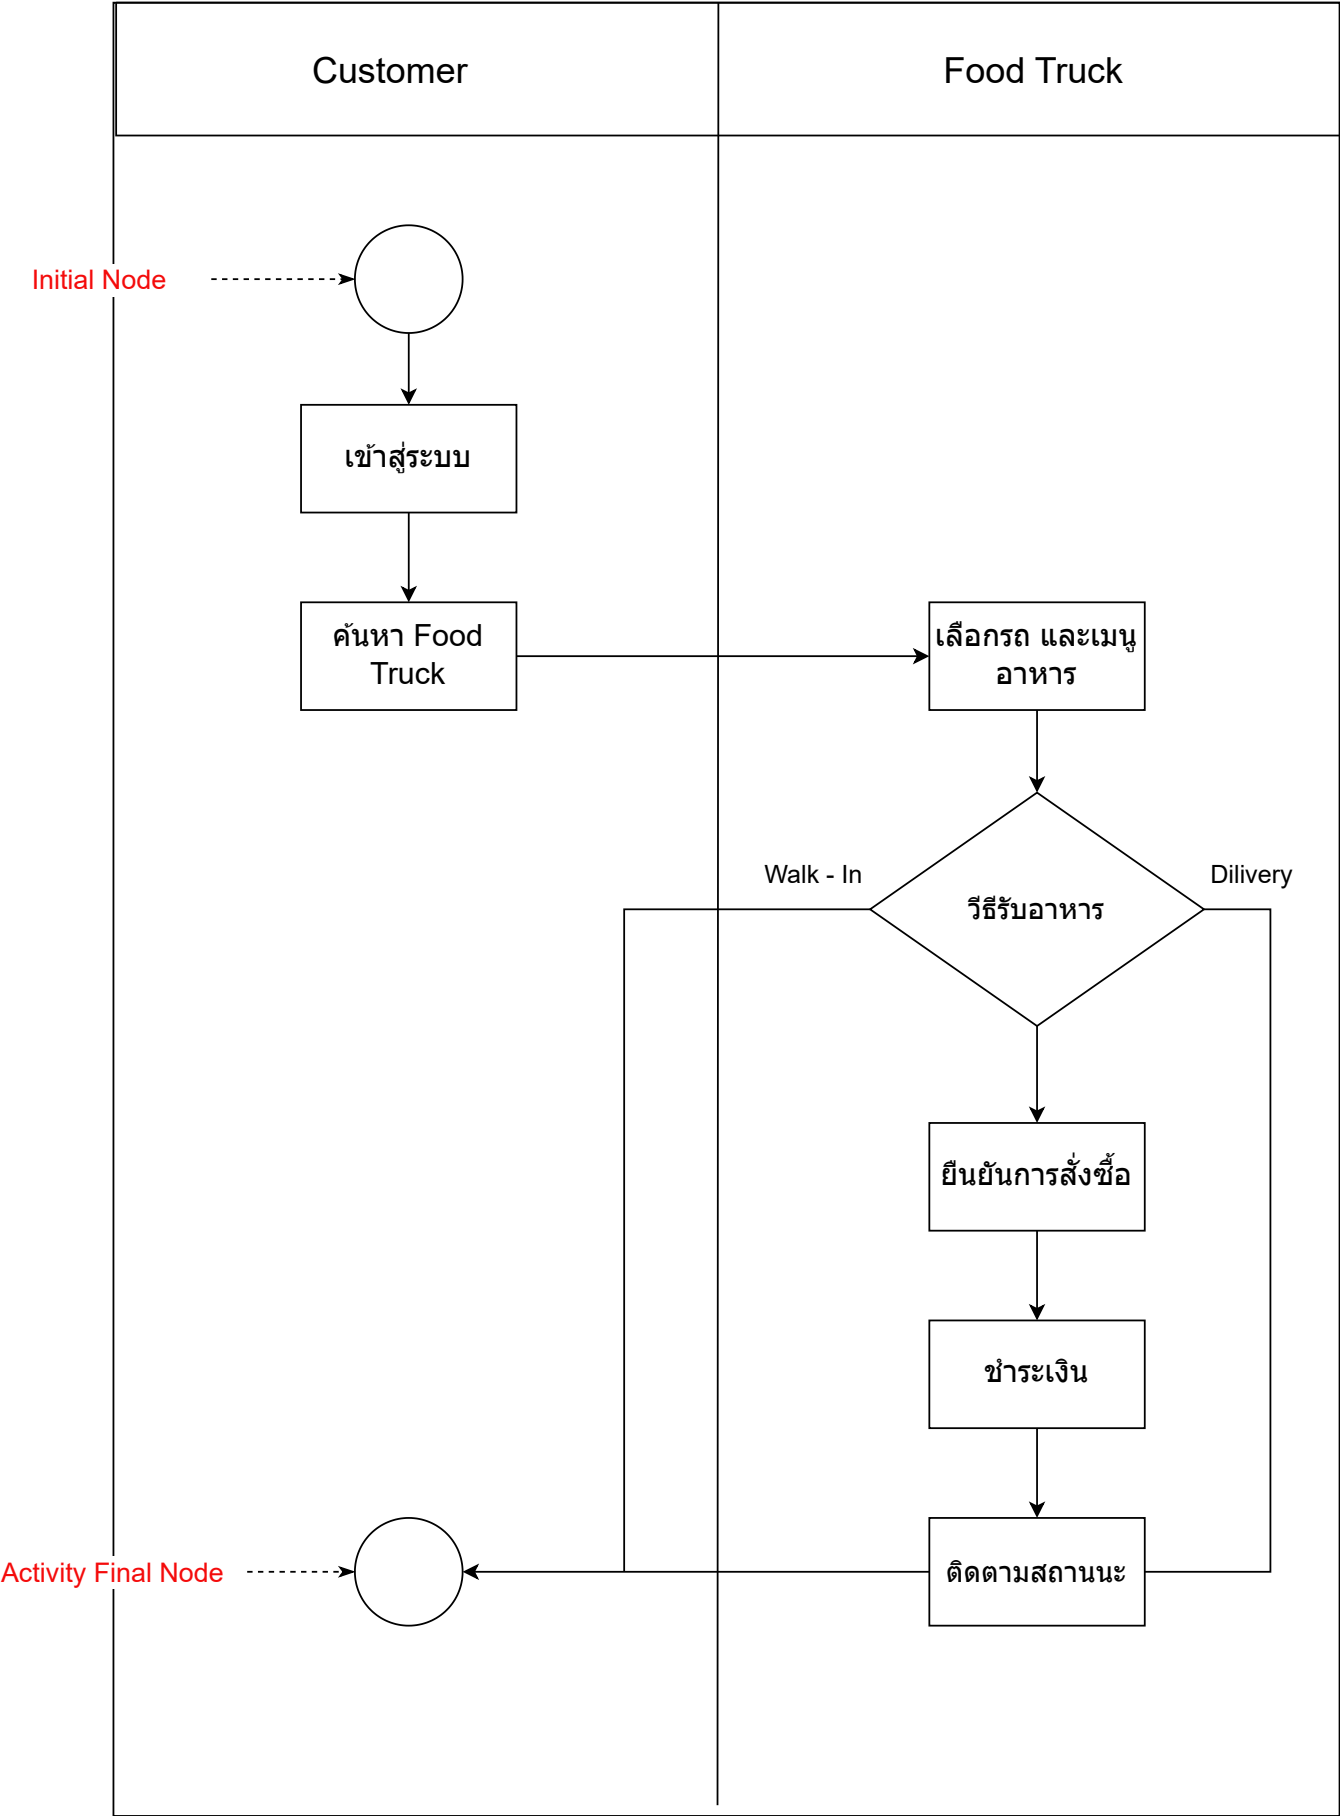 Customer
Food Truck
Initial Node
เข้าสู่ระบบ
ค้นหา Food
Truck
เลือกรถ และเมนู
อาหาร
Walk - In
Dilivery
วีธีรับอาหาร
ยืนยันการสั่งซื้อ
ชำระเงิน
Activity Final Node
ติดตามสถานนะ